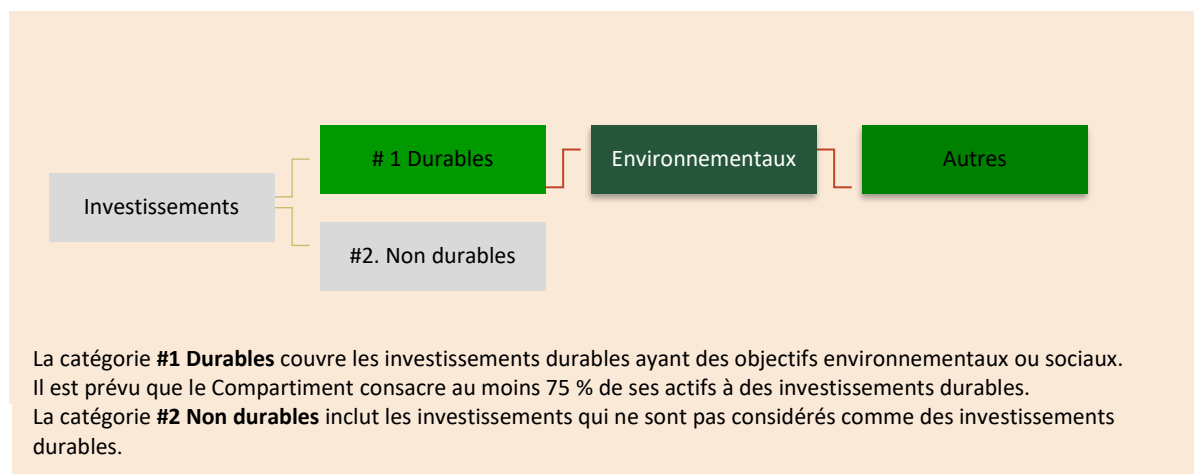 # 1 Durables
Environnementaux
Autres
Investissements
#2. Non durables
La catégorie #1 Durables couvre les investissements durables ayant des objectifs environnementaux ou sociaux.
Il est prévu que le Compartiment consacre au moins 75 % de ses actifs à des investissements durables.
La catégorie #2 Non durables inclut les investissements qui ne sont pas considérés comme des investissements
durables.